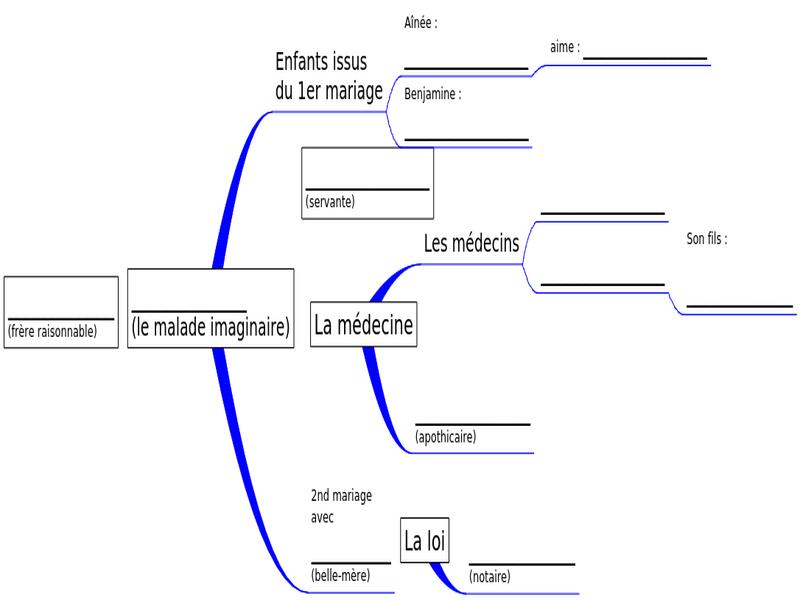 Aînée :
aime :
Enfants issus
du 1er mariage
Benjamine :
(servante)
Les médecins
Son fils :
(frère raisonnable)
(le malade imaginaire)
La médecine
(apothicaire)
2nd mariage
avec
(belle-mère)
La loi
(notaire)